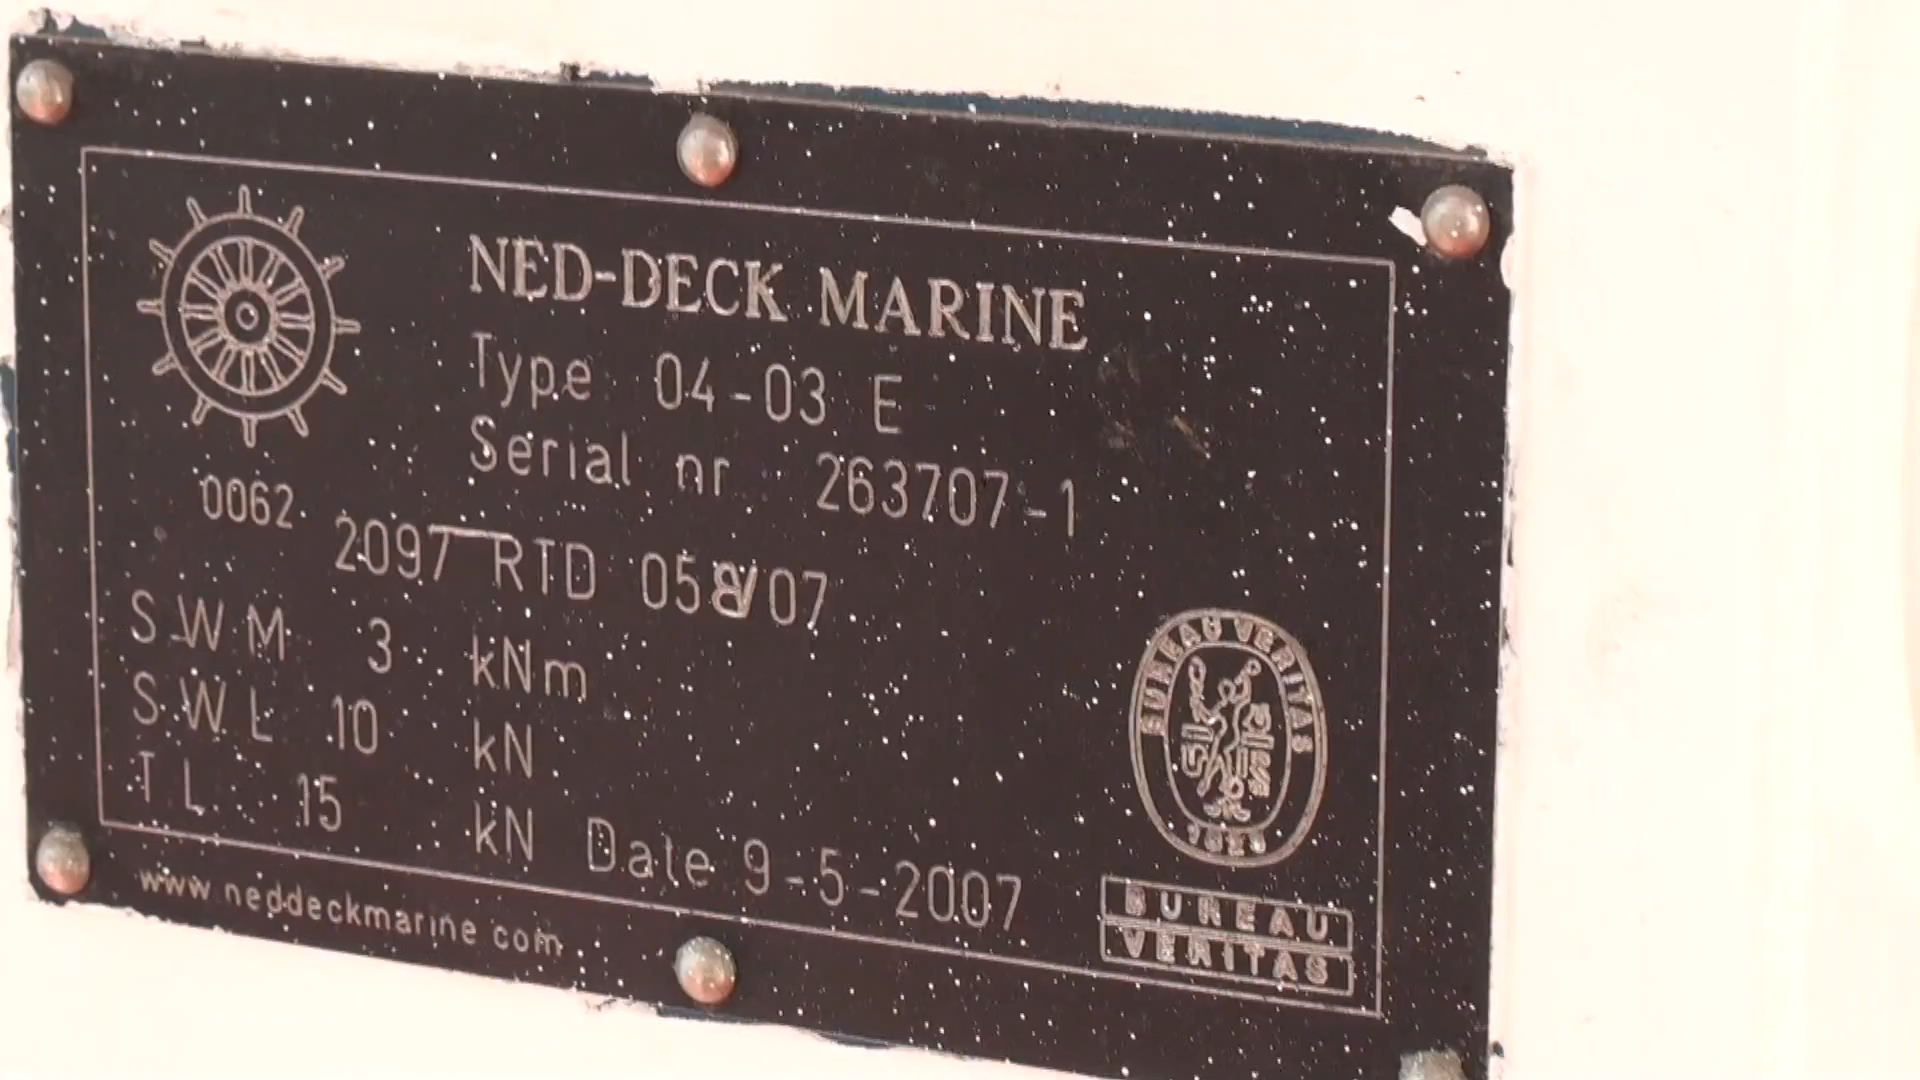 NED-DECK MARINE
Type 04-03 E
Serial nr 263707-1
0062
2097 RTD 058/07
SWM 3 kNm
SWL 10 kN
TL 15 kN Date 9-5-2007
www.neddeckmarine.com
BUREAU VERITAS
BUREAU
VERITAS